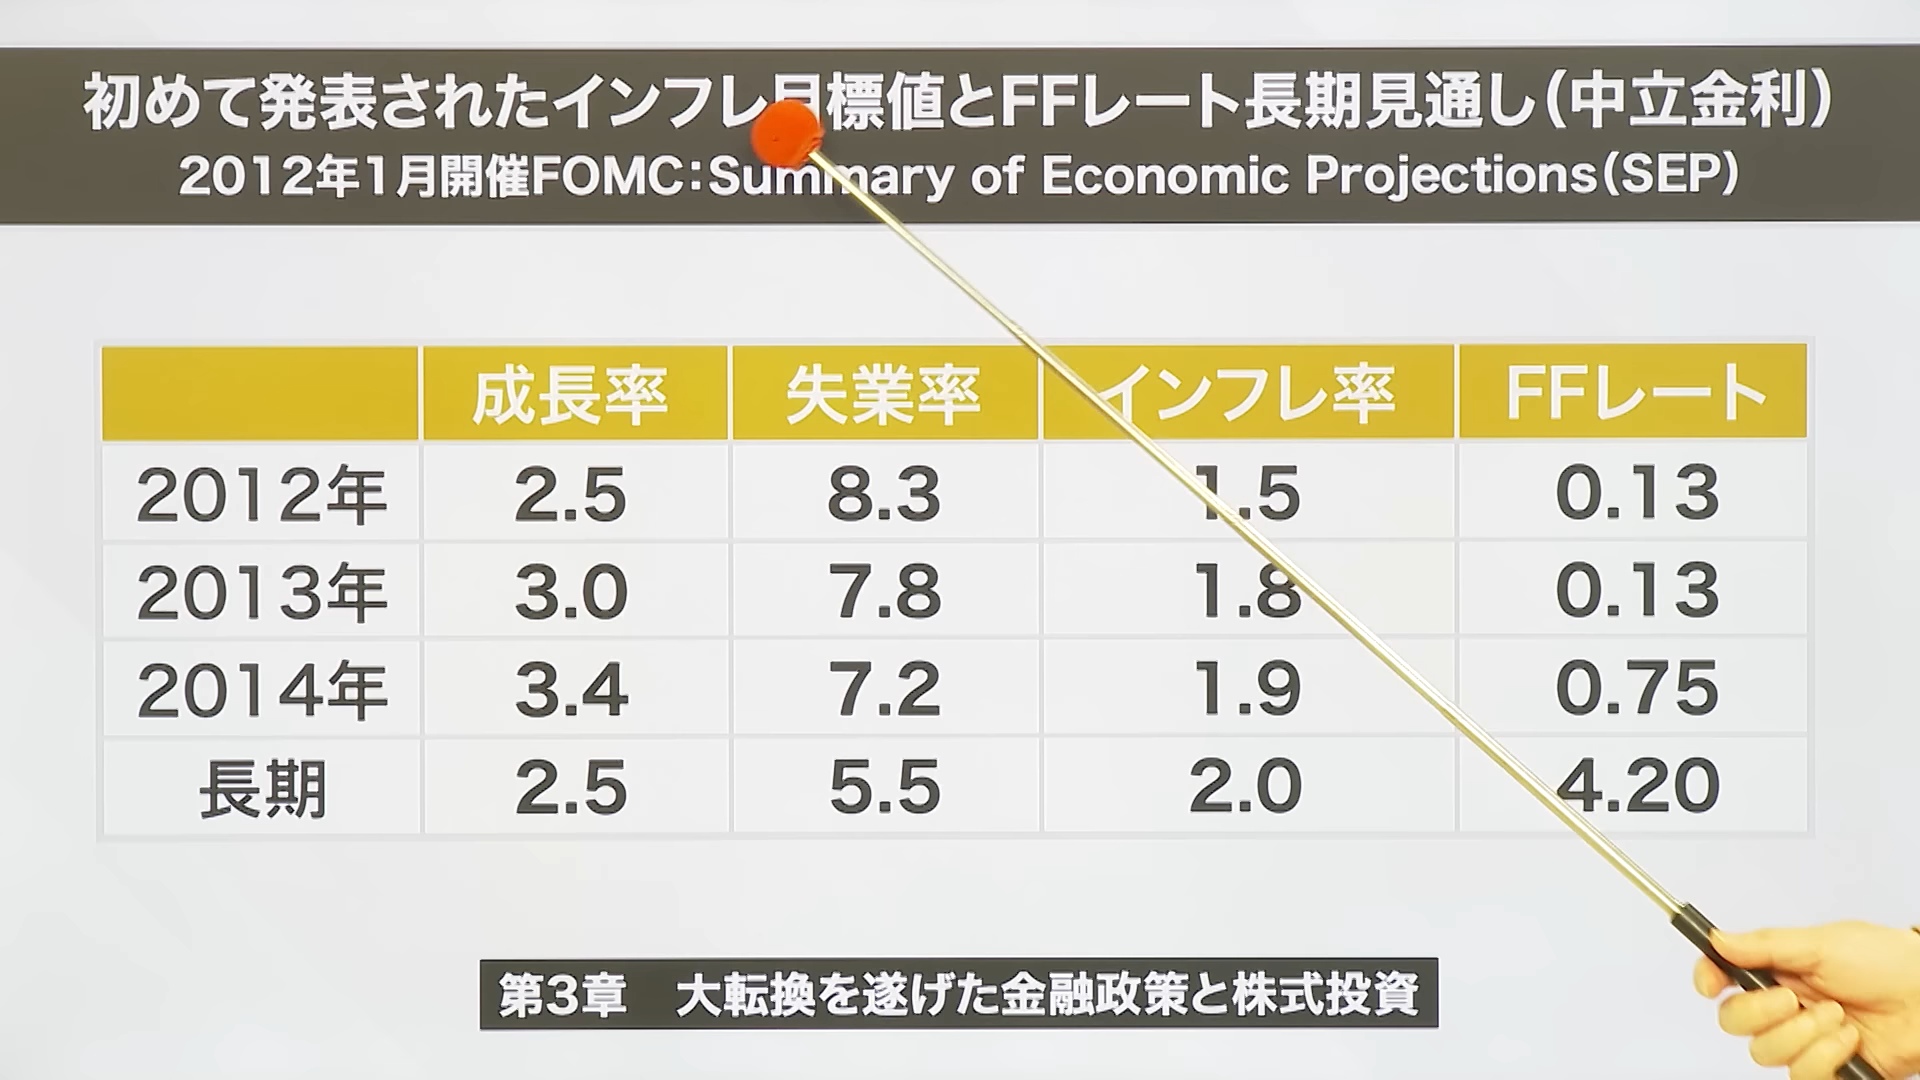 初めて発表されたインフレ目標値とFFレート長期見通し(中立金利)
2012年1月開催FOMC:Summary of Economic Projections(SEP)
成長率 失業率 インフレ率 FFレート
2012年 2.5 8.3 1.5 0.13
2013年 3.0 7.8 1.8 0.13
2014年 3.4 7.2 1.9 0.75
長期 2.5 5.5 2.0 4.20
第3章 大転換を遂げた金融政策と株式投資